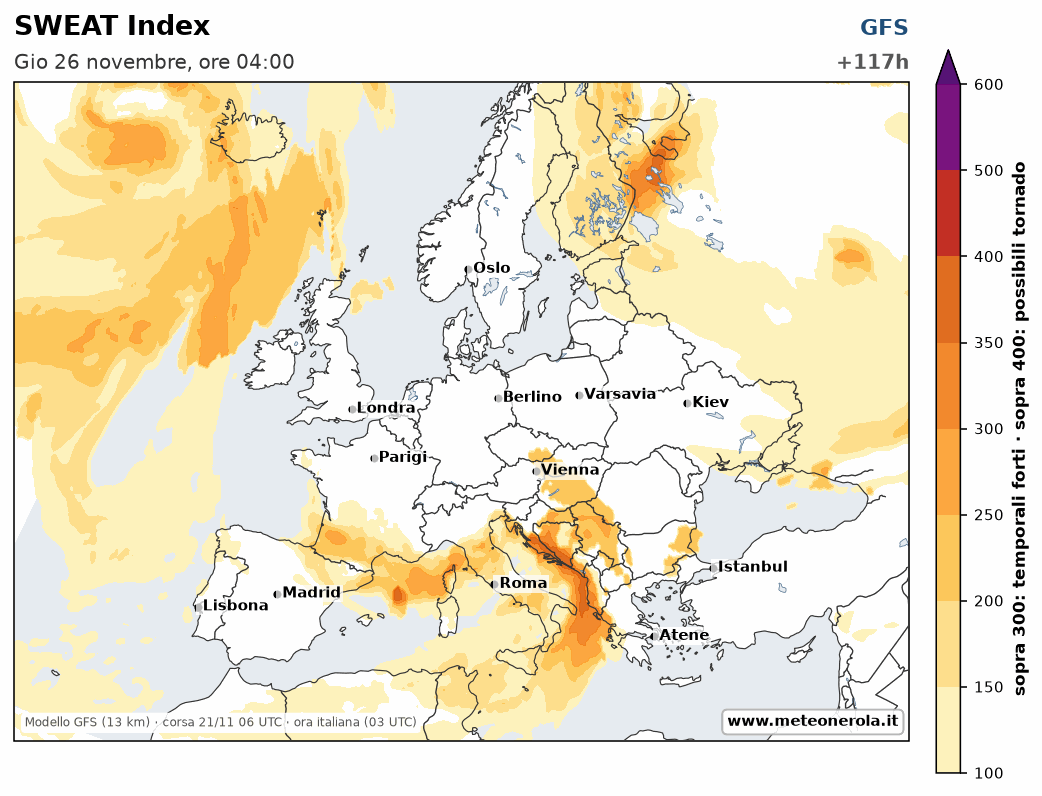 SWEAT Index
GFS
Gio 26 novembre, ore 04:00
+117h
Oslo
Berlino
Varsavia
Londra
Kiev
Parigi
Vienna
Istanbul
Roma
Madrid
Lisbona
Atene
Modello GFS (13 km) · corsa 21/11 06 UTC · ora italiana (03 UTC)
www.meteonerola.it
600
500
400
350
300
250
200
150
100
sopra 300: temporali forti · sopra 400: possibili tornado